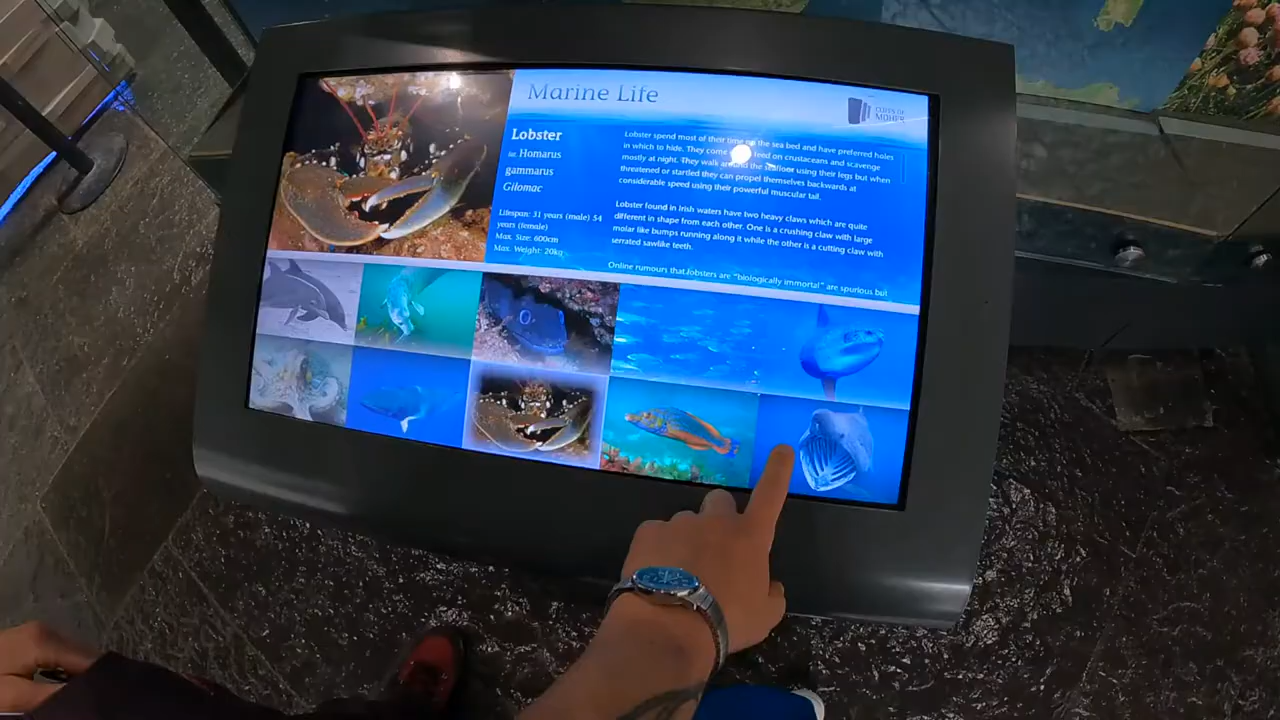 Marine Life
CLIFFS OF
MOHER
Lobster
lat. Homarus
gammarus
Gilomac
Lifespan: 31 years (male) 54
years (female)
Max. Size: 600cm
Max. Weight: 20kg
Lobster spend most of their time on the sea bed and have preferred holes
in which to hide. They come feed on crustaceans and scavenge
mostly at night. They walk around the seafloor using their legs but when
threatened or startled they can propel themselves backwards at
considerable speed using their powerful muscular tail.
Lobster found in Irish waters have two heavy claws which are quite
different in shape from each other. One is a crushing claw with large
molar like bumps running along it while the other is a cutting claw with
serrated sawlike teeth.
Online rumours that lobsters are "biologically immortal" are spurious but